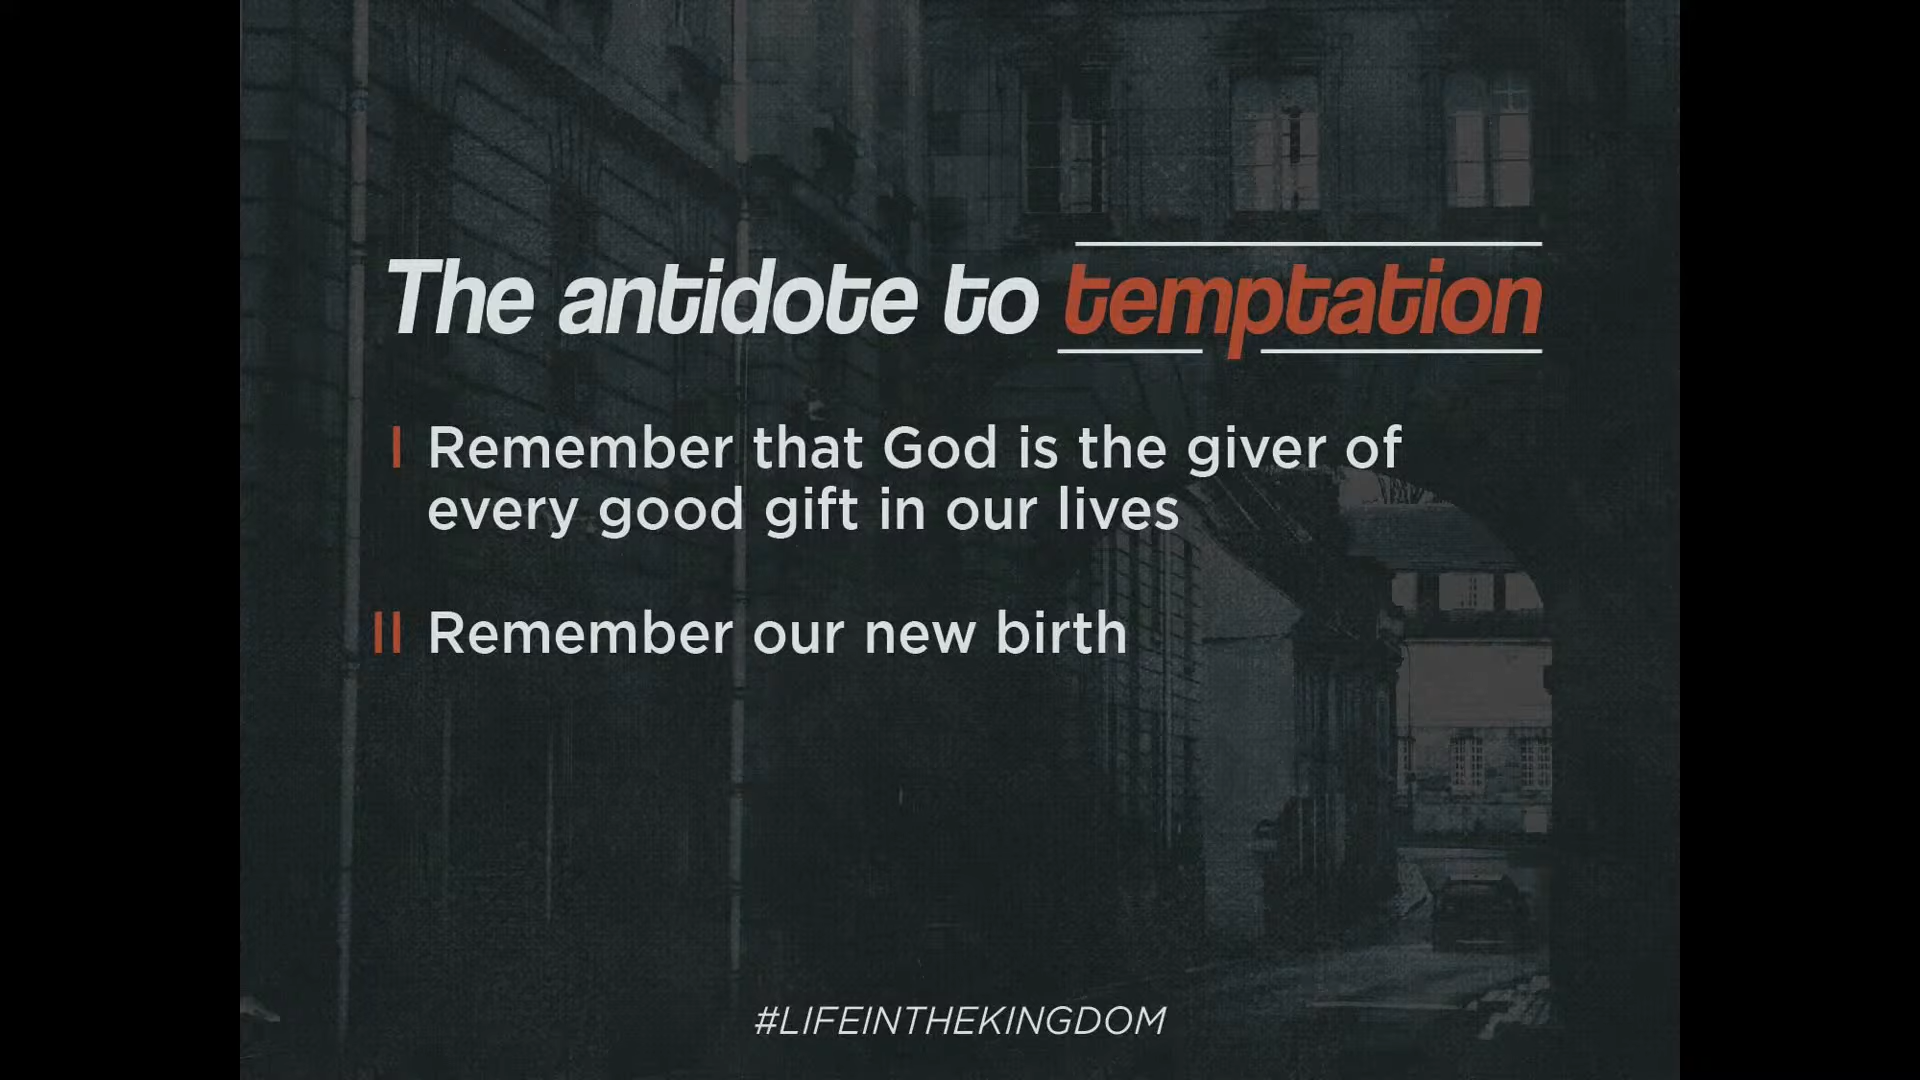 The antidote to temptation
I Remember that God is the giver of
every good gift in our lives
II Remember our new birth
#LIFEINTHEKINGDOM